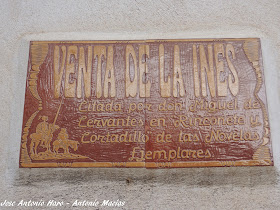 VENTA DE LA INES
Citada por don Miguel de
Cervantes en Rinconete y
Cortadillo de las Novelas
Ejemplares
Jose Antonio Haro - Antonio Macias